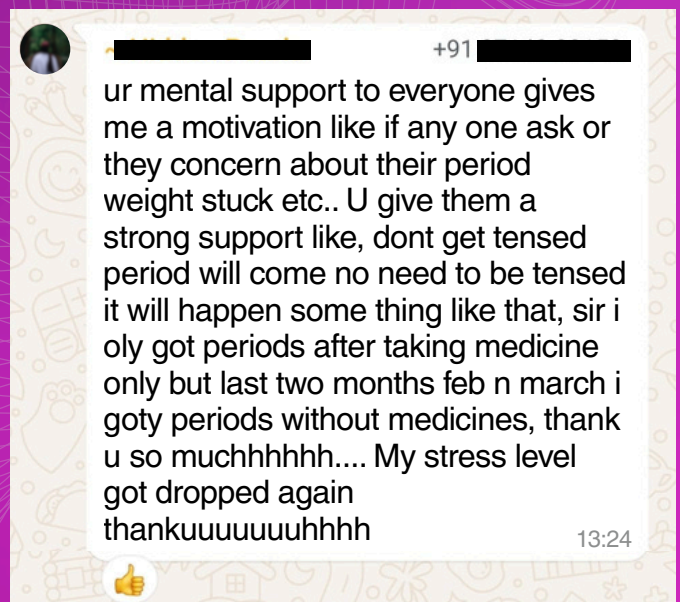 +91
ur mental support to everyone gives
me a motivation like if any one ask or
they concern about their period
weight stuck etc.. U give them a
strong support like, dont get tensed
period will come no need to be tensed
it will happen some thing like that, sir i
oly got periods after taking medicine
only but last two months feb n march i
goty periods without medicines, thank
u so muchhhhhh.... My stress level
got dropped again
thankuuuuuuuhhhh
13:24